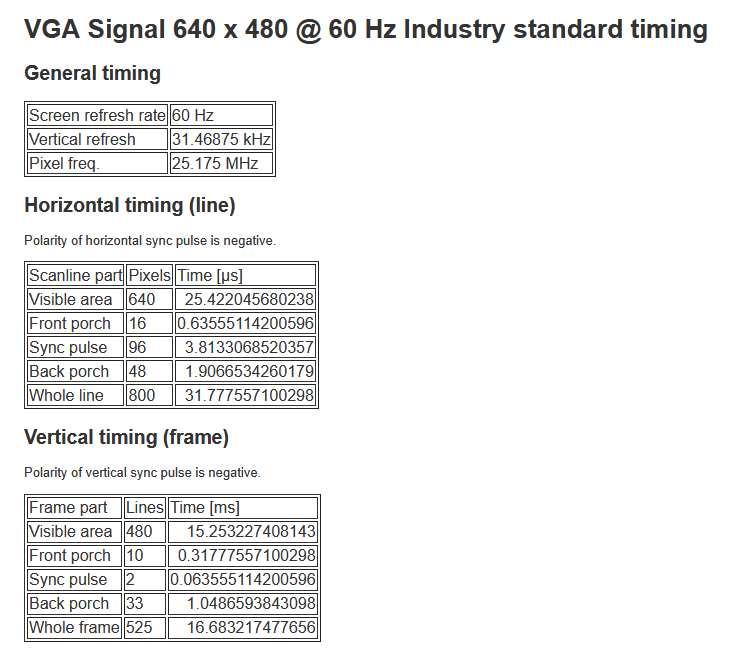 VGA Signal 640 x 480 @ 60 Hz Industry standard timing
General timing
Screen refresh rate 60 Hz
Vertical refresh 31.46875 kHz
Pixel freq. 25.175 MHz
Horizontal timing (line)
Polarity of horizontal sync pulse is negative.
Scanline part Pixels Time [µs]
Visible area 640 25.422045680238
Front porch 16 0.63555114200596
Sync pulse 96 3.8133068520357
Back porch 48 1.9066534260179
Whole line 800 31.777557100298
Vertical timing (frame)
Polarity of vertical sync pulse is negative.
Frame part Lines Time [ms]
Visible area 480 15.253227408143
Front porch 10 0.31777557100298
Sync pulse 2 0.063555114200596
Back porch 33 1.0486593843098
Whole frame 525 16.683217477656